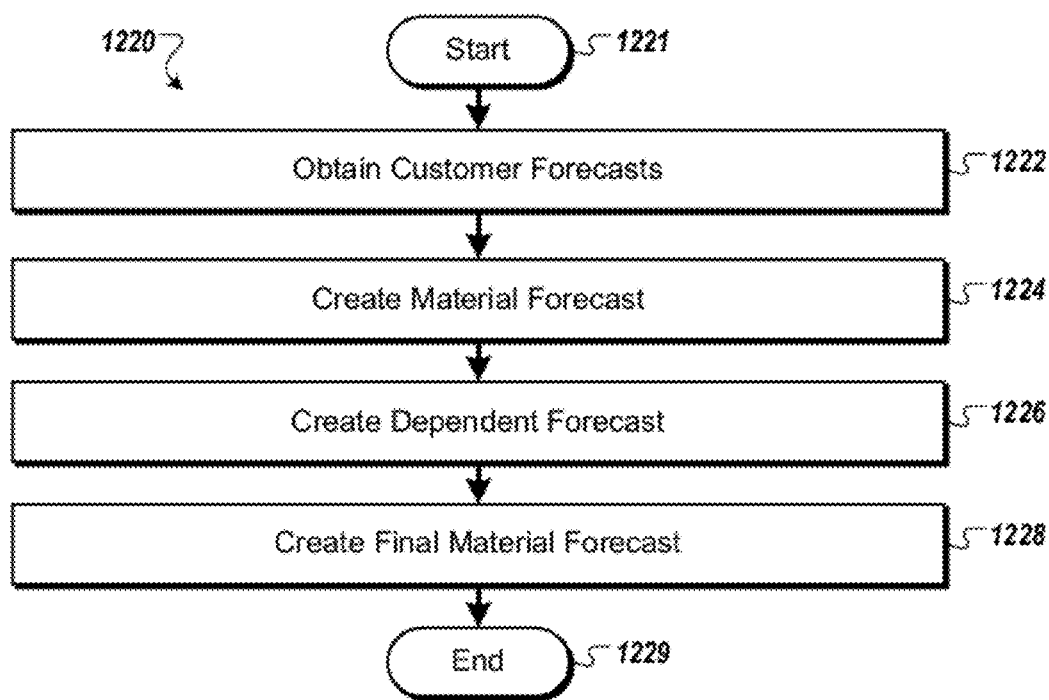 1220
Start
1221
Obtain Customer Forecasts
1222
Create Material Forecast
1224
Create Dependent Forecast
1226
Create Final Material Forecast
1228
End
1229